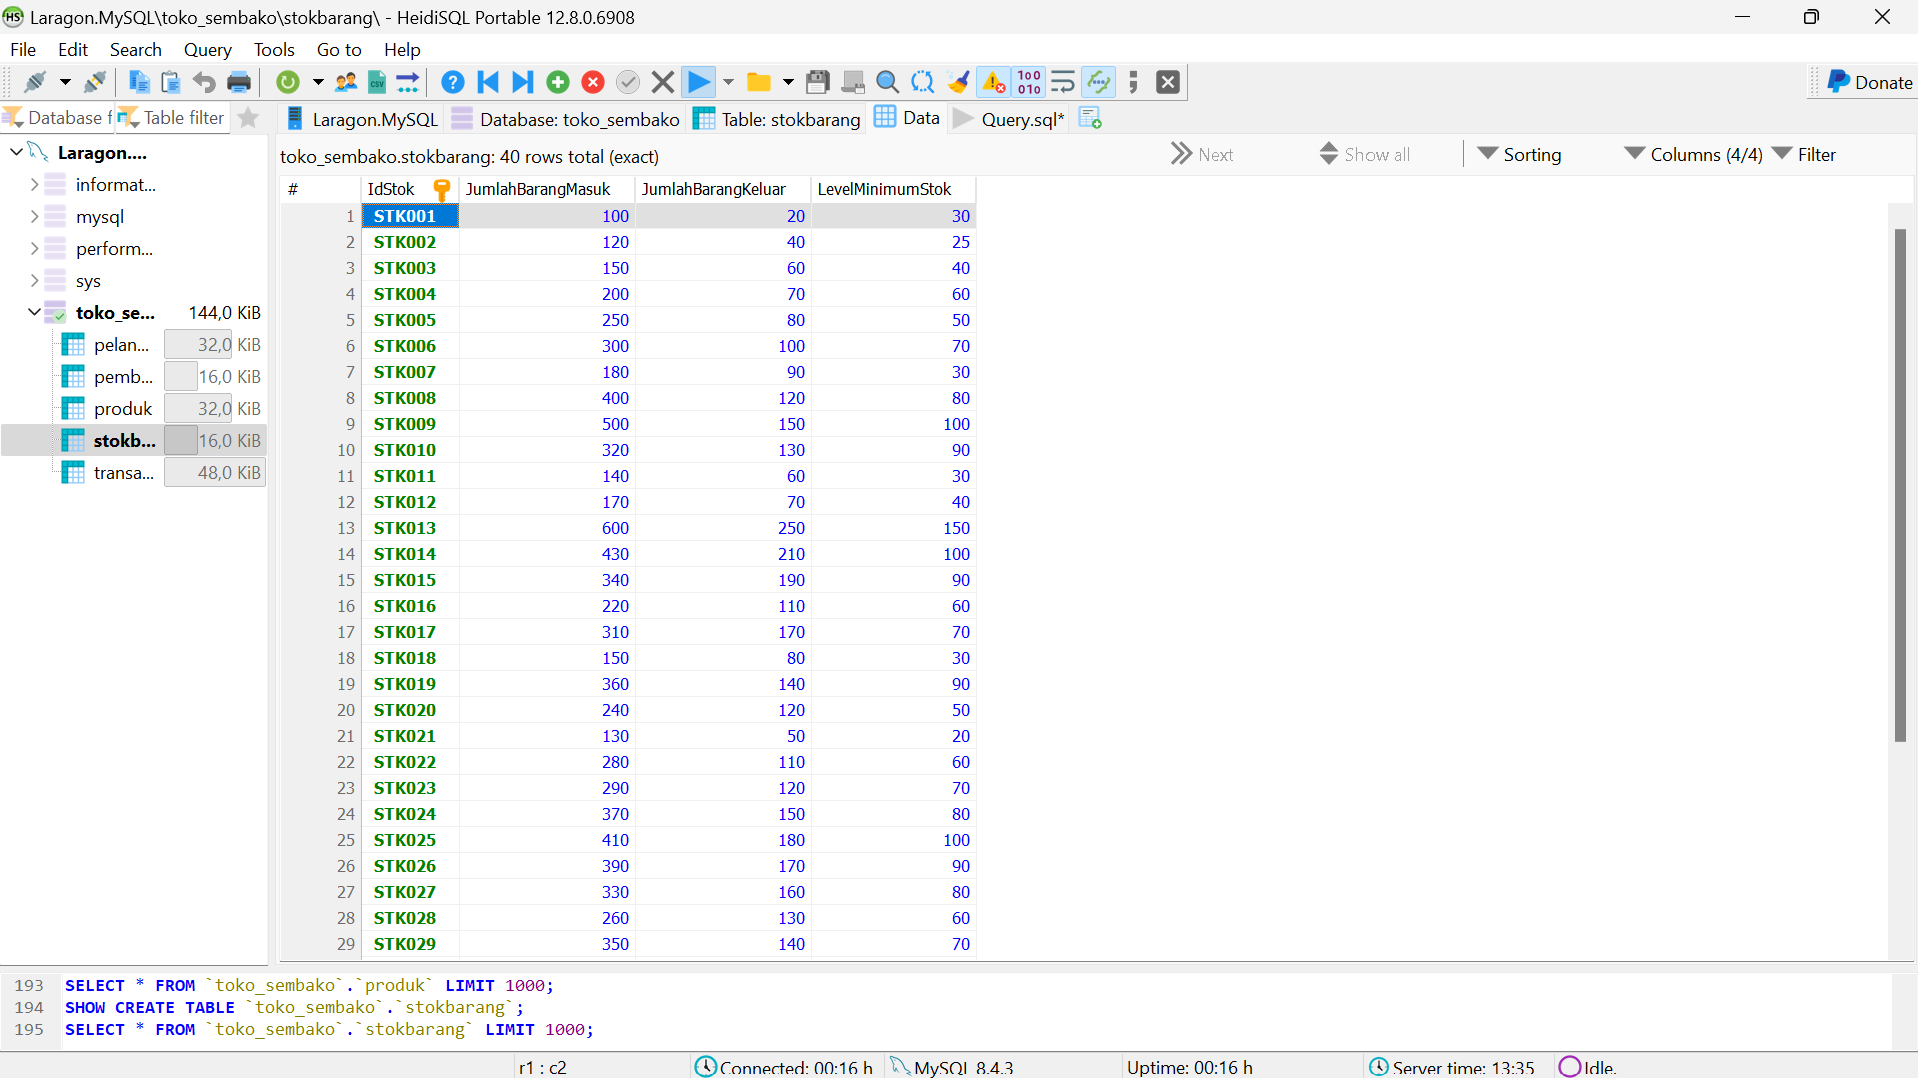 HS Laragon.MySQL\toko_sembako\stokbarang\ - HeidiSQL Portable 12.8.0.6908
File Edit Search Query Tools Go to Help
Donate
Database f Table filter Laragon.MySQL Database: toko_sembako Table: stokbarang Data Query.sql*
toko_sembako.stokbarang: 40 rows total (exact) Next Show all Sorting Columns (4/4) Filter
Laragon....
informat...
mysql
perform...
sys
toko_se... 144,0 KiB
pelan... 32,0 KiB
pemb... 16,0 KiB
produk 32,0 KiB
stokb... 16,0 KiB
transa... 48,0 KiB
# IdStok JumlahBarangMasuk JumlahBarangKeluar LevelMinimumStok
1 STK001 100 20 30
2 STK002 120 40 25
3 STK003 150 60 40
4 STK004 200 70 60
5 STK005 250 80 50
6 STK006 300 100 70
7 STK007 180 90 30
8 STK008 400 120 80
9 STK009 500 150 100
10 STK010 320 130 90
11 STK011 140 60 30
12 STK012 170 70 40
13 STK013 600 250 150
14 STK014 430 210 100
15 STK015 340 190 90
16 STK016 220 110 60
17 STK017 310 170 70
18 STK018 150 80 30
19 STK019 360 140 90
20 STK020 240 120 50
21 STK021 130 50 20
22 STK022 280 110 60
23 STK023 290 120 70
24 STK024 370 150 80
25 STK025 410 180 100
26 STK026 390 170 90
27 STK027 330 160 80
28 STK028 260 130 60
29 STK029 350 140 70
193 SELECT * FROM `toko_sembako`.`produk` LIMIT 1000;
194 SHOW CREATE TABLE `toko_sembako`.`stokbarang`;
195 SELECT * FROM `toko_sembako`.`stokbarang` LIMIT 1000;
r1 : c2 Connected: 00:16 h MySQL 8.4.3 Uptime: 00:16 h Server time: 13:35 Idle.